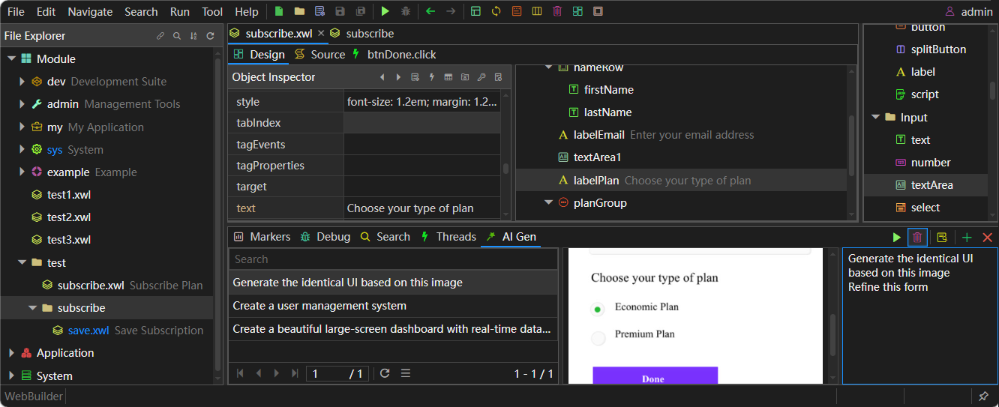 File Edit Navigate Search Run Tool Help admin
File Explorer
Module
dev Development Suite
admin Management Tools
my My Application
sys System
example Example
test1.xwl
test2.xwl
test3.xwl
test
subscribe.xwl Subscribe Plan
subscribe
save.xwl Save Subscription
Application
System
subscribe.xwl subscribe
Design Source btnDone.click
Object Inspector
style font-size: 1.2em; margin: 1.2...
tabIndex
tagEvents
tagProperties
target
text Choose your type of plan
nameRow
firstName
lastName
labelEmail Enter your email address
textArea1
labelPlan Choose your type of plan
planGroup
button
splitButton
label
script
Input
text
number
textArea
select
Markers Debug Search Threads AI Gen
Search
Generate the identical UI based on this image
Create a user management system
Create a beautiful large-screen dashboard with real-time data...
1 / 1 1 - 1 / 1
Choose your type of plan
Economic Plan
Premium Plan
Done
Generate the identical UI
based on this image
Refine this form
WebBuilder